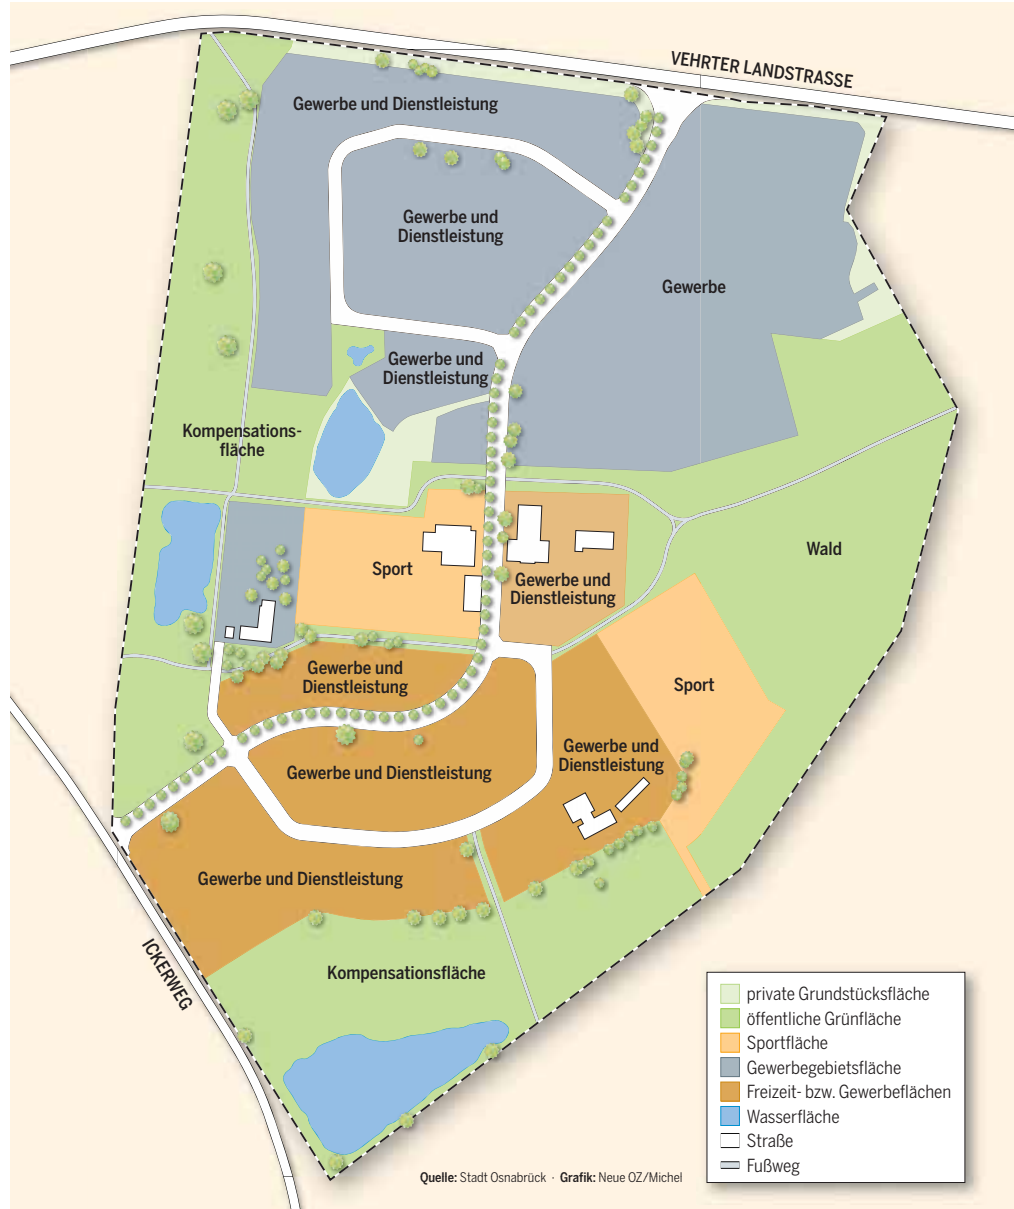 VEHRTER LANDSTRASSE
Gewerbe und Dienstleistung
Gewerbe und
Dienstleistung
Gewerbe
Gewerbe und
Dienstleistung
Kompensations-
fläche
Wald
Sport
Gewerbe und
Dienstleistung
Gewerbe und
Dienstleistung
Sport
Gewerbe und
Dienstleistung
Gewerbe und Dienstleistung
Gewerbe und Dienstleistung
ICKERWEG
Kompensationsfläche
private Grundstücksfläche
öffentliche Grünfläche
Sportfläche
Gewerbegebietsfläche
Freizeit- bzw. Gewerbeflächen
Wasserfläche
Straße
Fußweg
Quelle: Stadt Osnabrück · Grafik: Neue OZ/Michel